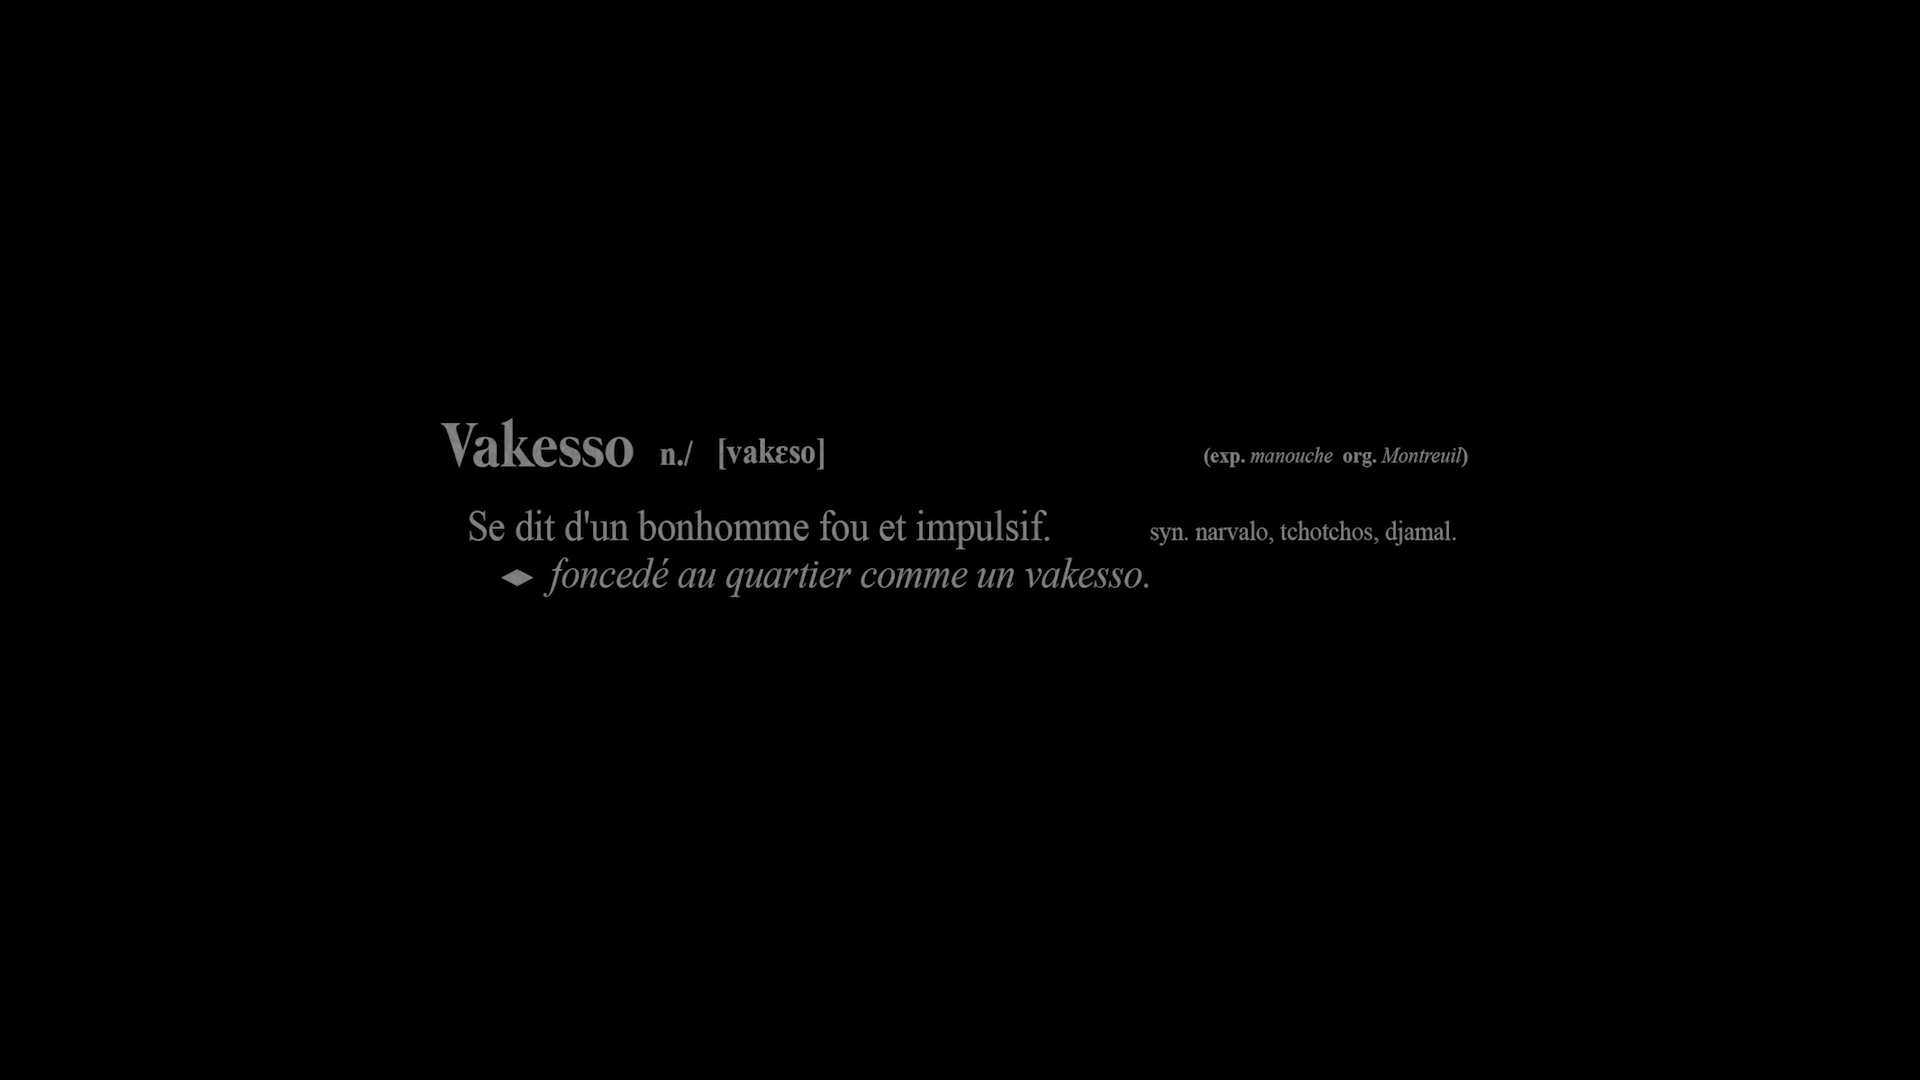 Vakesso n./ [vakɛso] (exp. manouche org. Montreuil)
Se dit d'un bonhomme fou et impulsif. syn. narvalo, tchotchos, djamal.
◆ foncedé au quartier comme un vakesso.